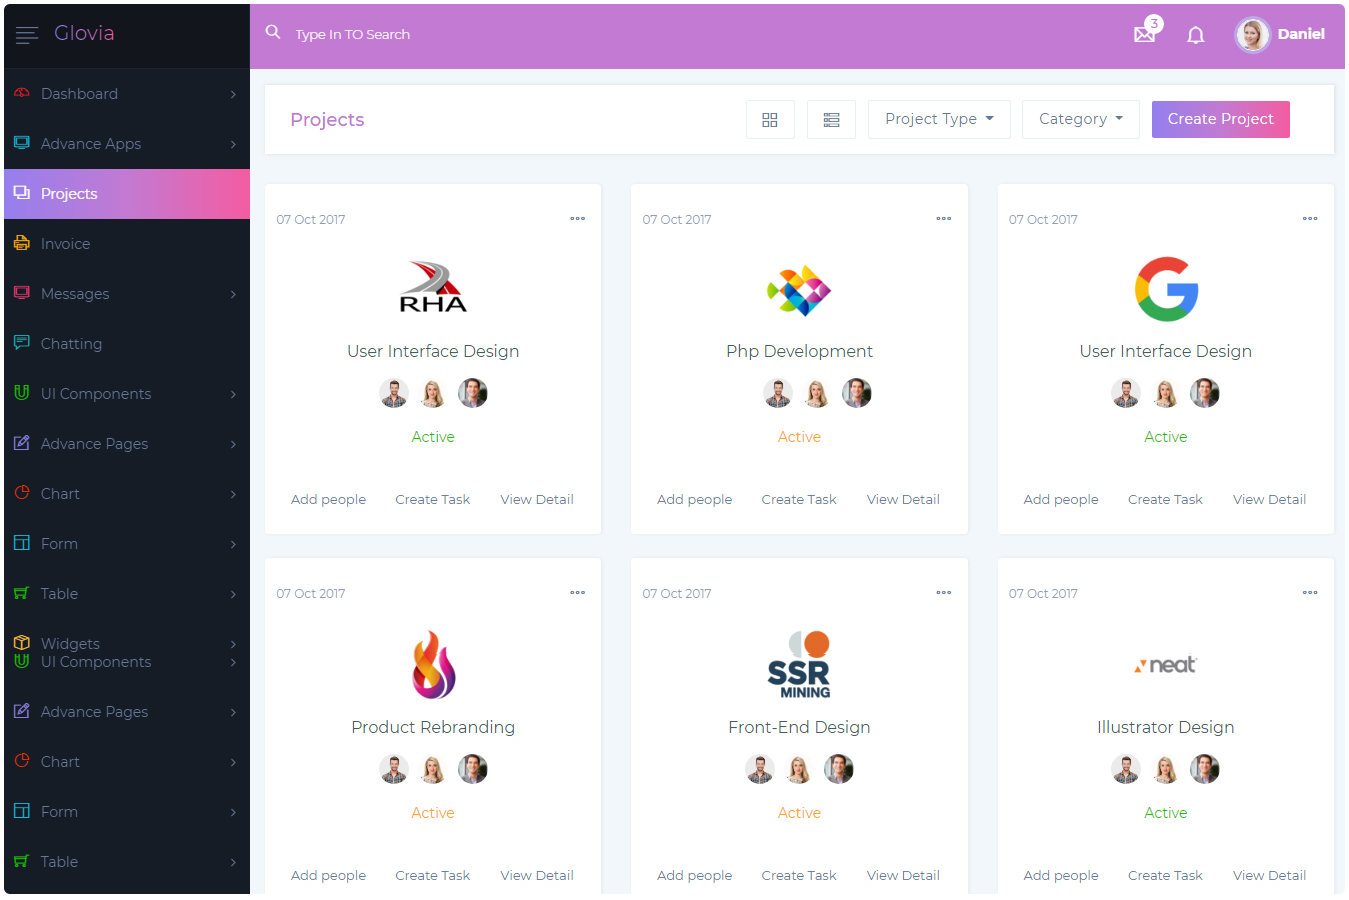 Glovia
Type In TO Search
3
Daniel
Dashboard
Advance Apps
Projects
Invoice
Messages
Chatting
UI Components
Advance Pages
Chart
Form
Table
Widgets
UI Components
Advance Pages
Chart
Form
Table
Projects
Project Type
Category
Create Project
07 Oct 2017
RHA
User Interface Design
Active
Add people Create Task View Detail
07 Oct 2017
Php Development
Active
Add people Create Task View Detail
07 Oct 2017
G
User Interface Design
Active
Add people Create Task View Detail
07 Oct 2017
Product Rebranding
Active
Add people Create Task View Detail
07 Oct 2017
SSR
MINING
Front-End Design
Active
Add people Create Task View Detail
07 Oct 2017
neat
Illustrator Design
Active
Add people Create Task View Detail